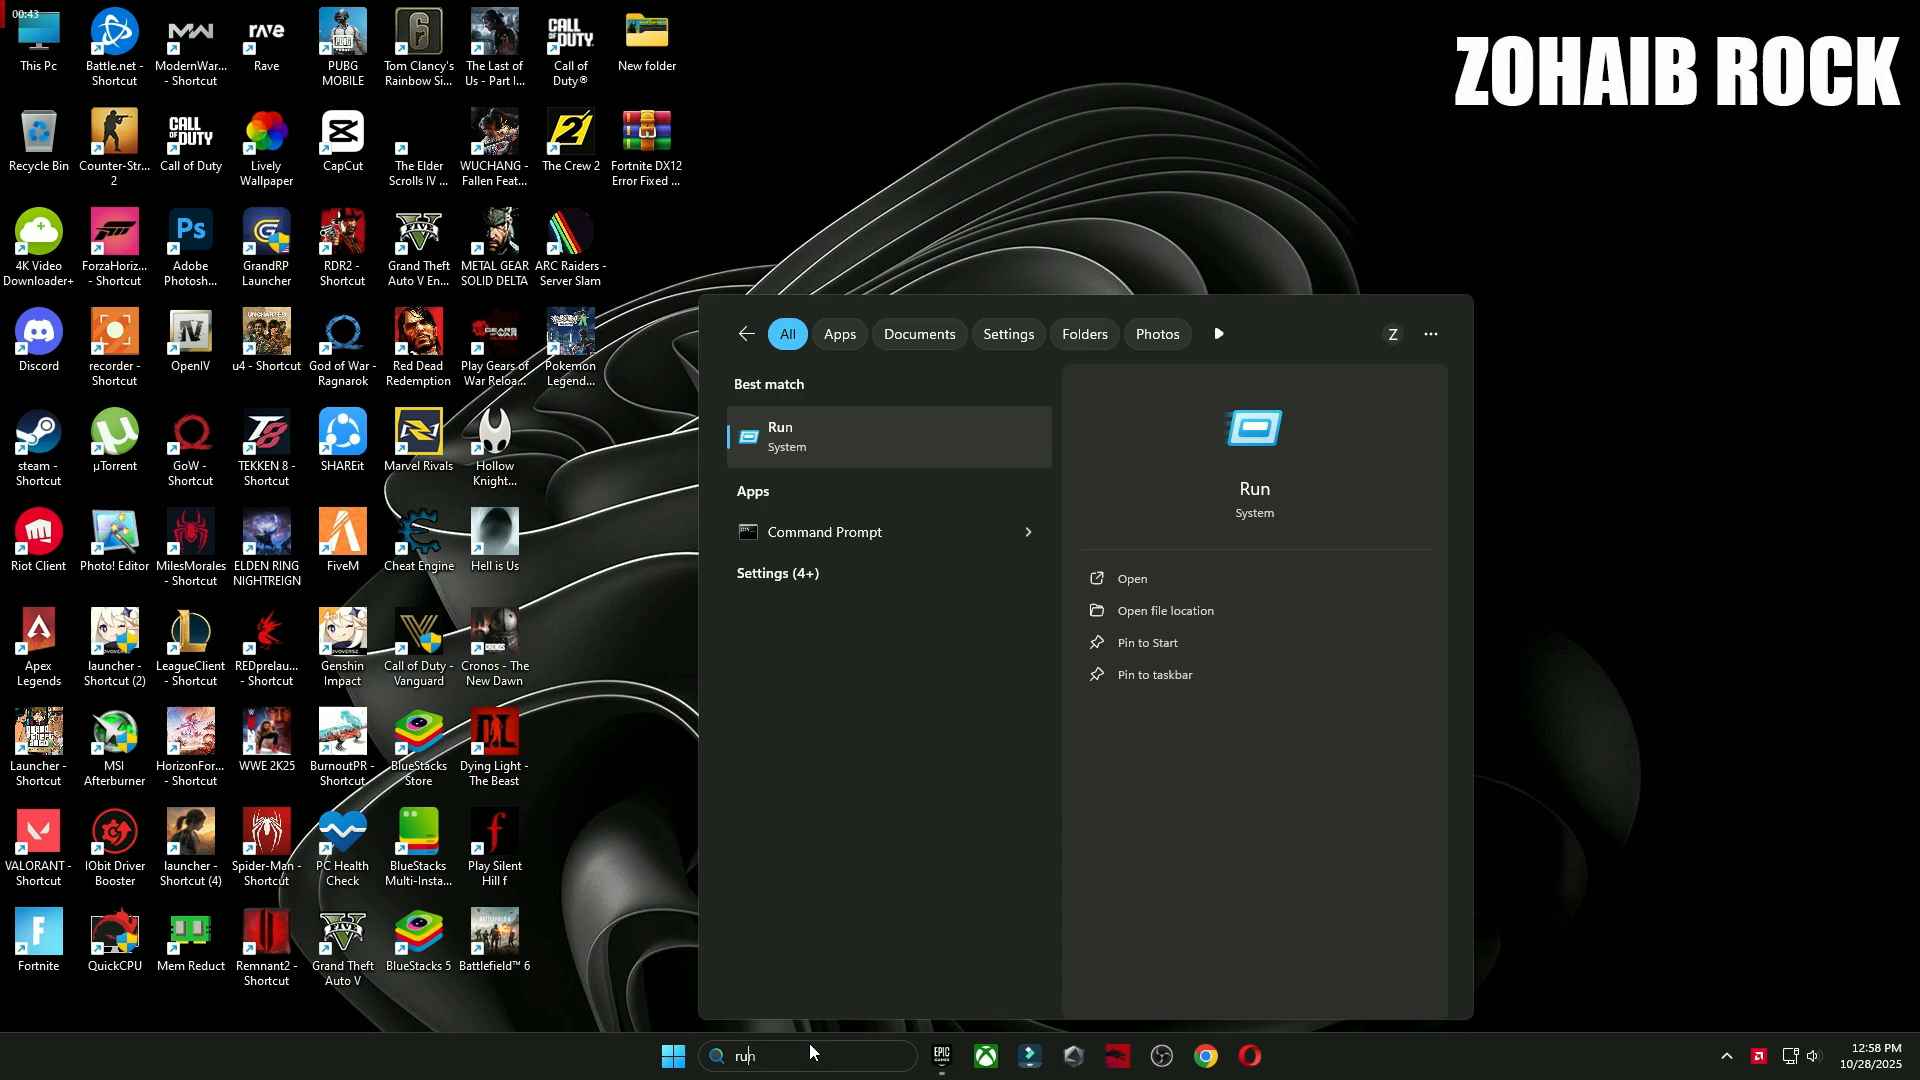 00:43
ZOHAIB ROCK
This Pc
Battle.net -
Shortcut
ModernWar...
- Shortcut
Rave
PUBG
MOBILE
Tom Clancy's
Rainbow Si...
The Last of
Us - Part I...
Call of
Duty®
New folder
Recycle Bin
Counter-Str...
2
Call of Duty
Lively
Wallpaper
CapCut
The Elder
Scrolls IV ...
WUCHANG -
Fallen Feat...
The Crew 2
Fortnite DX12
Error Fixed ...
4K Video
Downloader+
ForzaHoriz...
- Shortcut
Adobe
Photosh...
GrandRP
Launcher
RDR2 -
Shortcut
Grand Theft
Auto V En...
METAL GEAR
SOLID DELTA
ARC Raiders -
Server Slam
Discord
recorder -
Shortcut
OpenIV
u4 - Shortcut
God of War -
Ragnarok
Red Dead
Redemption
Play Gears of
War Reloa...
Pokemon
Legend...
steam -
Shortcut
µTorrent
GoW -
Shortcut
TEKKEN 8 -
Shortcut
SHAREit
Marvel Rivals
Hollow
Knight...
Riot Client
Photo! Editor
MilesMorales
- Shortcut
ELDEN RING
NIGHTREIGN
FiveM
Cheat Engine
Hell is Us
Apex
Legends
launcher -
Shortcut (2)
LeagueClient
- Shortcut
REDprelau...
- Shortcut
Genshin
Impact
Call of Duty -
Vanguard
Cronos - The
New Dawn
Launcher -
Shortcut
MSI
Afterburner
HorizonFor...
- Shortcut
WWE 2K25
BurnoutPR -
Shortcut
BlueStacks
Store
Dying Light -
The Beast
VALORANT -
Shortcut
IObit Driver
Booster
launcher -
Shortcut (4)
Spider-Man -
Shortcut
PC Health
Check
BlueStacks
Multi-Insta...
Play Silent
Hill f
Fortnite
QuickCPU
Mem Reduct
Remnant2 -
Shortcut
Grand Theft
Auto V
BlueStacks 5
Battlefield™ 6
All
Apps
Documents
Settings
Folders
Photos
Z
Best match
Run
System
Apps
Command Prompt
Settings (4+)
Run
System
Open
Open file location
Pin to Start
Pin to taskbar
run
12:58 PM
10/28/2025